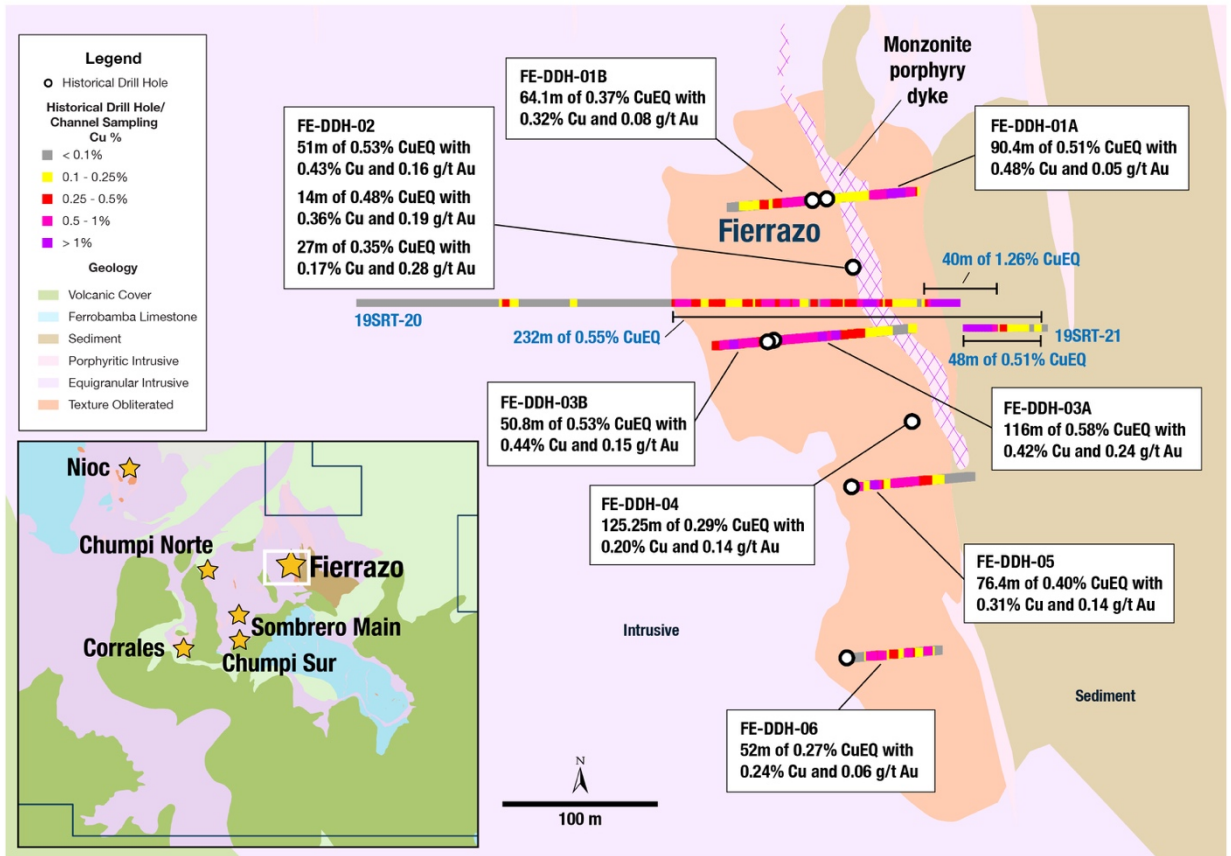 Legend
Historical Drill Hole
Historical Drill Hole/
Channel Sampling
Cu %
< 0.1%
0.1 - 0.25%
0.25 - 0.5%
0.5 - 1%
> 1%
Geology
Volcanic Cover
Ferrobamba Limestone
Sediment
Porphyritic Intrusive
Equigranular Intrusive
Texture Obliterated
FE-DDH-02
51m of 0.53% CuEQ with
0.43% Cu and 0.16 g/t Au
14m of 0.48% CuEQ with
0.36% Cu and 0.19 g/t Au
27m of 0.35% CuEQ with
0.17% Cu and 0.28 g/t Au
FE-DDH-01B
64.1m of 0.37% CuEQ with
0.32% Cu and 0.08 g/t Au
Monzonite
porphyry
dyke
FE-DDH-01A
90.4m of 0.51% CuEQ with
0.48% Cu and 0.05 g/t Au
Fierrazo
40m of 1.26% CuEQ
19SRT-20
232m of 0.55% CuEQ
19SRT-21
48m of 0.51% CuEQ
FE-DDH-03B
50.8m of 0.53% CuEQ with
0.44% Cu and 0.15 g/t Au
FE-DDH-03A
116m of 0.58% CuEQ with
0.42% Cu and 0.24 g/t Au
FE-DDH-04
125.25m of 0.29% CuEQ with
0.20% Cu and 0.14 g/t Au
FE-DDH-05
76.4m of 0.40% CuEQ with
0.31% Cu and 0.14 g/t Au
Intrusive
Sediment
FE-DDH-06
52m of 0.27% CuEQ with
0.24% Cu and 0.06 g/t Au
N
100 m
Nioc
Chumpi Norte
Fierrazo
Sombrero Main
Corrales
Chumpi Sur